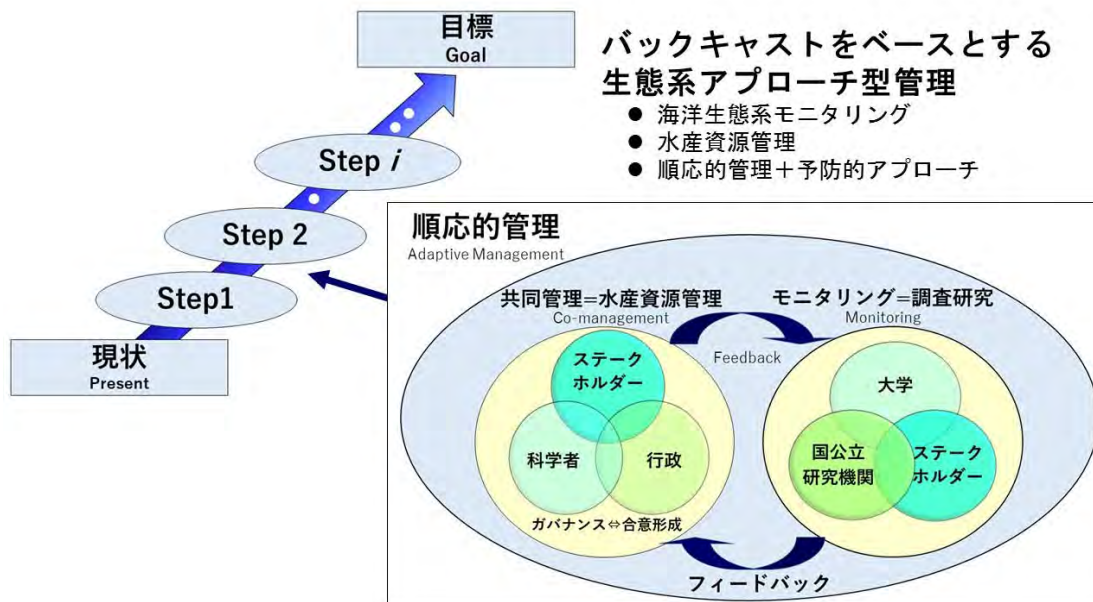 目標
Goal
バックキャストをベースとする
生態系アプローチ型管理
● 海洋生態系モニタリング
● 水産資源管理
● 順応的管理＋予防的アプローチ
Step i
Step 2
Step1
現状
Present
順応的管理
Adaptive Management
共同管理=水産資源管理
Co-management
モニタリング=調査研究
Monitoring
Feedback
ステーク
ホルダー
科学者
行政
ガバナンス⇔合意形成
大学
国公立
研究機関
ステーク
ホルダー
フィードバック